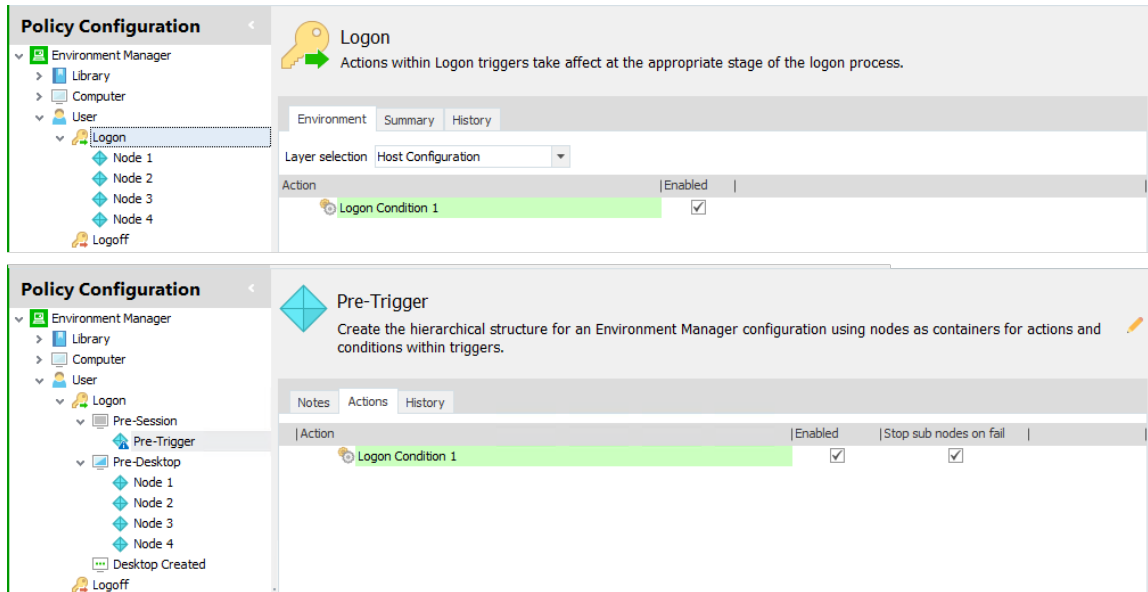 Policy Configuration
Environment Manager
Library
Computer
User
Logon
Node 1
Node 2
Node 3
Node 4
Logoff
Logon
Actions within Logon triggers take affect at the appropriate stage of the logon process.
Environment Summary History
Layer selection Host Configuration
Action Enabled
Logon Condition 1
Policy Configuration
Environment Manager
Library
Computer
User
Logon
Pre-Session
Pre-Trigger
Pre-Desktop
Node 1
Node 2
Node 3
Node 4
Desktop Created
Logoff
Pre-Trigger
Create the hierarchical structure for an Environment Manager configuration using nodes as containers for actions and
conditions within triggers.
Notes Actions History
Action Enabled Stop sub nodes on fail
Logon Condition 1